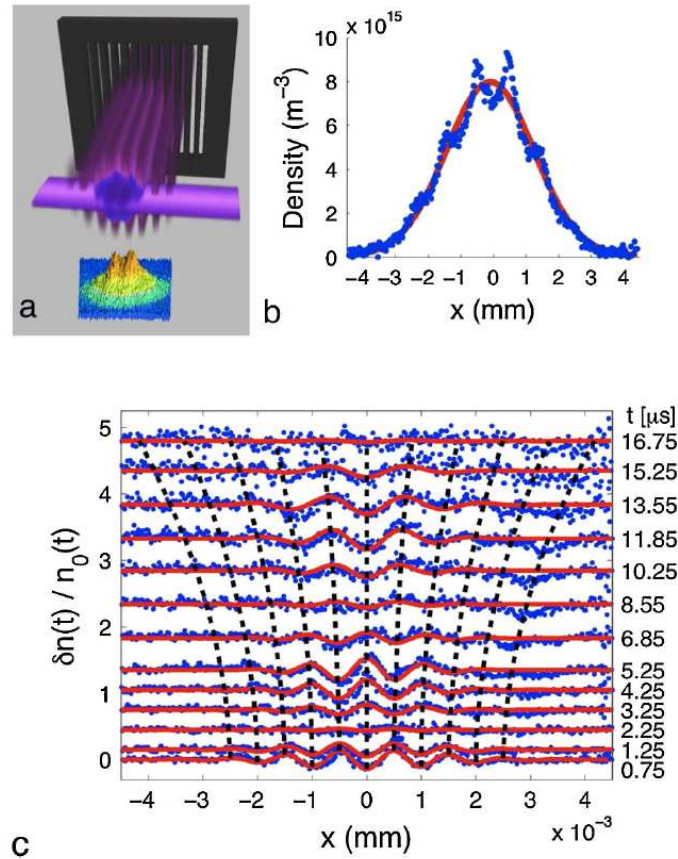 a
b
x 10¹⁵
10
8
6
4
2
0
Density (m⁻³)
−4 −3 −2 −1 0 1 2 3 4
x (mm)
c
δn(t) / n₀(t)
5
4
3
2
1
0
−4 −3 −2 −1 0 1 2 3 4
x (mm)
x 10⁻³
t [μs]
16.75
15.25
13.55
11.85
10.25
8.55
6.85
5.25
4.25
3.25
2.25
1.25
0.75